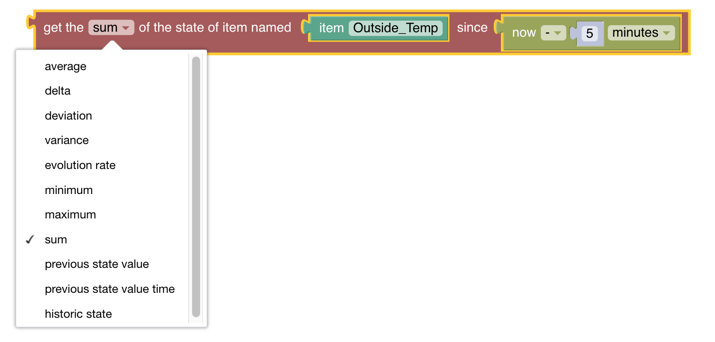 get the sum of the state of item named item Outside_Temp since now - 5 minutes
average
delta
deviation
variance
evolution rate
minimum
maximum
✓ sum
previous state value
previous state value time
historic state